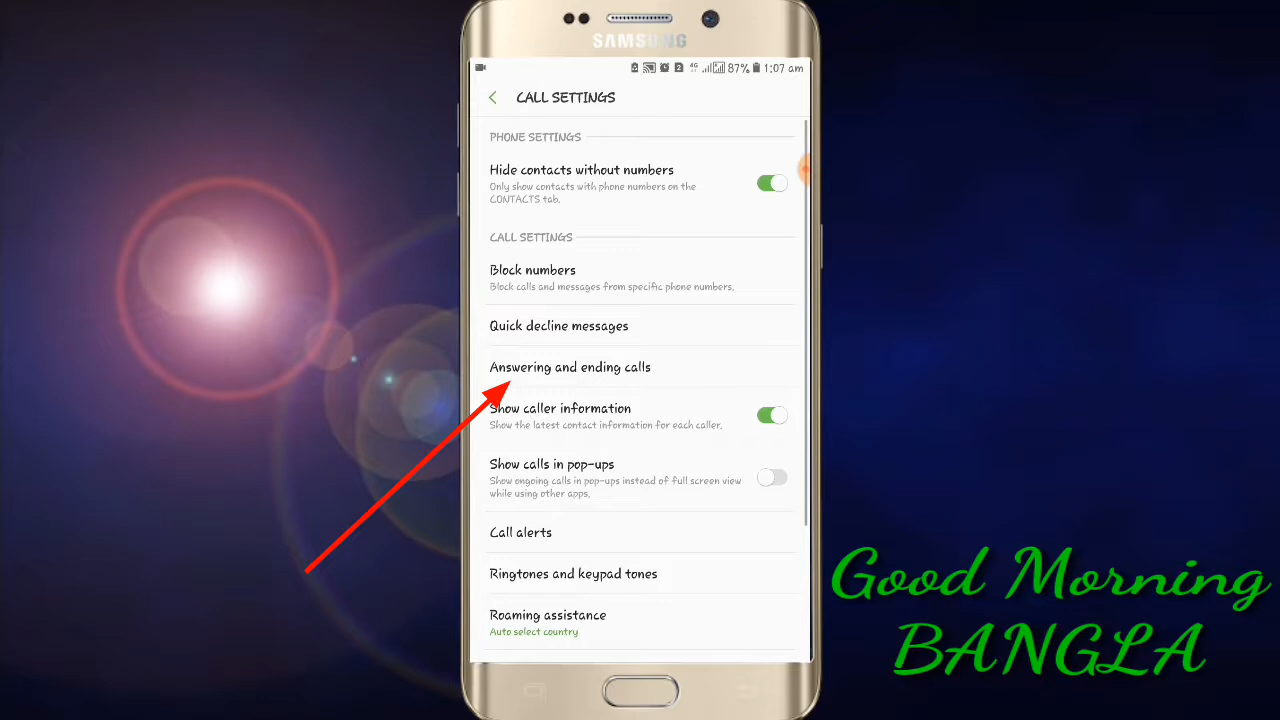 SAMSUNG
4G
87%
1:07 am
CALL SETTINGS
PHONE SETTINGS
Hide contacts without numbers
Only show contacts with phone numbers on the
CONTACTS tab.
CALL SETTINGS
Block numbers
Block calls and messages from specific phone numbers.
Quick decline messages
Answering and ending calls
Show caller information
Show the latest contact information for each caller.
Show calls in pop-ups
Show ongoing calls in pop-ups instead of full screen view
while using other apps.
Call alerts
Ringtones and keypad tones
Roaming assistance
Auto select country
Good Morning
BANGLA